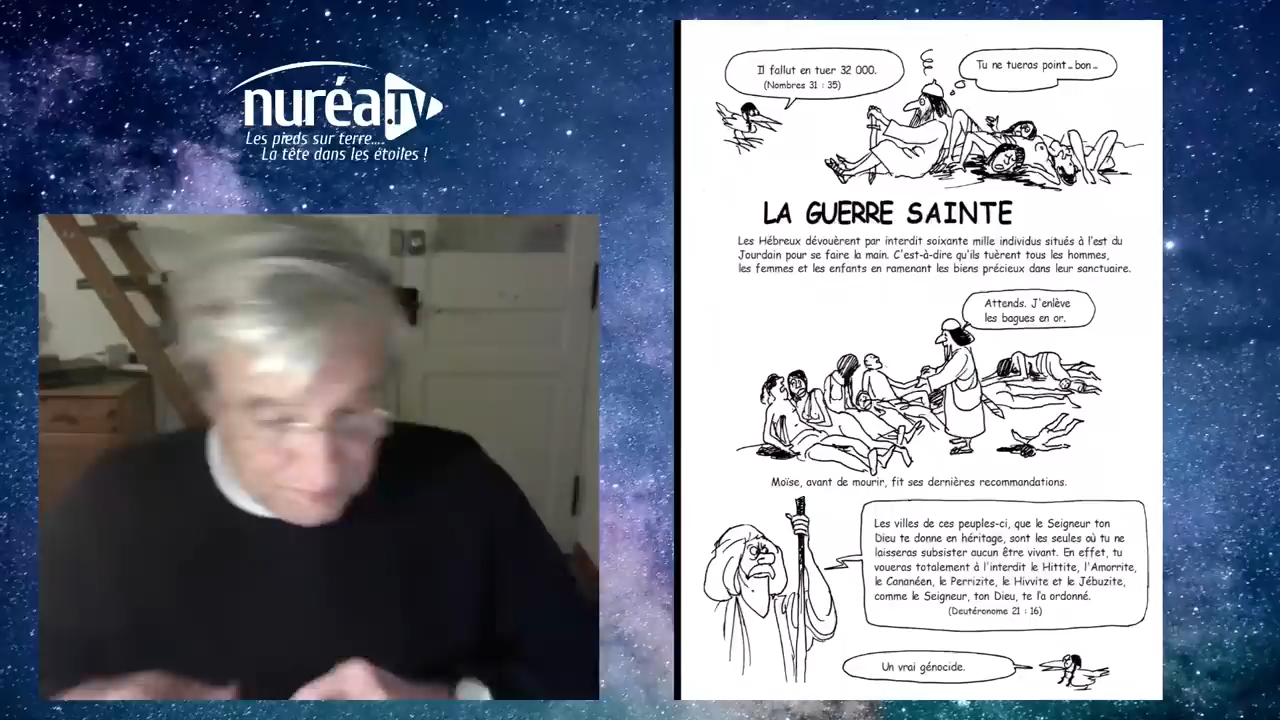 nuréa.TV
Les pieds sur terre....
La tête dans les étoiles !
Il fallut en tuer 32 000.
(Nombres 31 : 35)
Tu ne tueras point... bon...
LA GUERRE SAINTE
Les Hébreux dévouèrent par interdit soixante mille individus situés à l'est du
Jourdain pour se faire la main. C'est-à-dire qu'ils tuèrent tous les hommes,
les femmes et les enfants en ramenant les biens précieux dans leur sanctuaire.
Attends. J'enlève
les bagues en or.
Moïse, avant de mourir, fit ses dernières recommandations.
Les villes de ces peuples-ci, que le Seigneur ton
Dieu te donne en héritage, sont les seules où tu ne
laisseras subsister aucun être vivant. En effet, tu
voueras totalement à l'interdit le Hittite, l'Amorrite,
le Cananéen, le Perrizite, le Hivvite et le Jébuzite,
comme le Seigneur, ton Dieu, te l'a ordonné.
(Deutéronome 21 : 16)
Un vrai génocide.